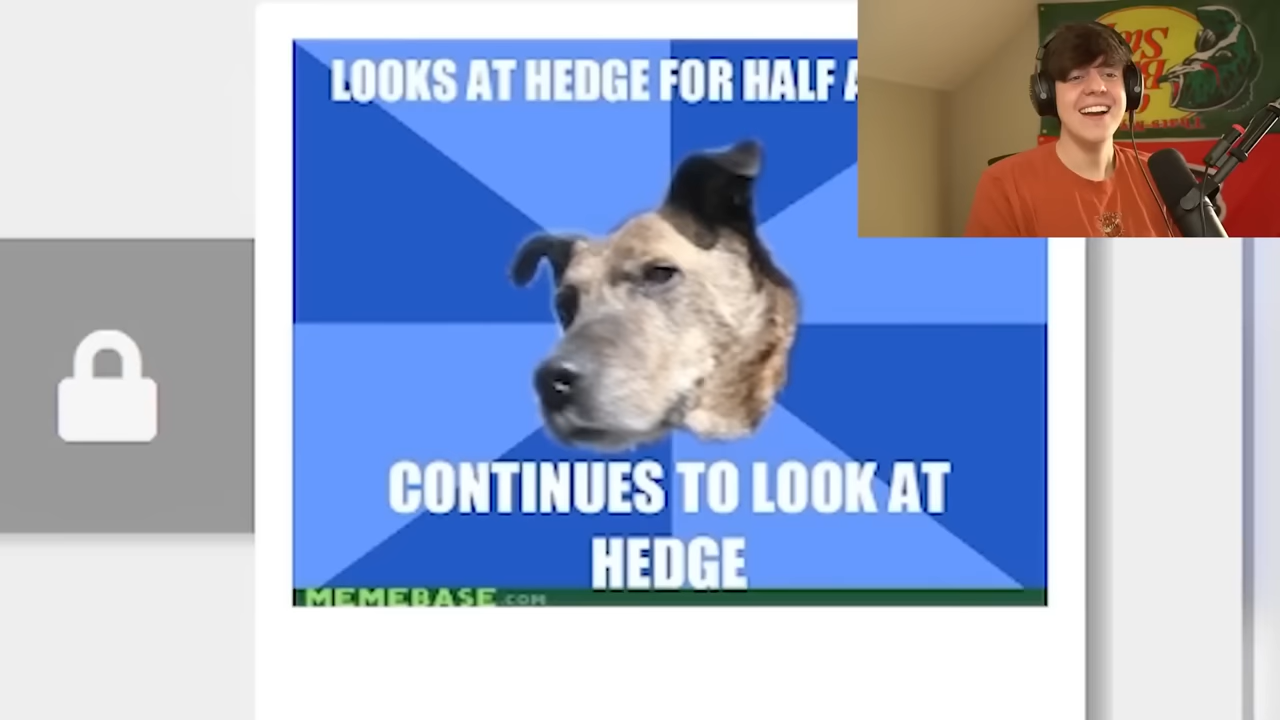 LOOKS AT HEDGE FOR HALF
CONTINUES TO LOOK AT
HEDGE
MEMEBASE.COM